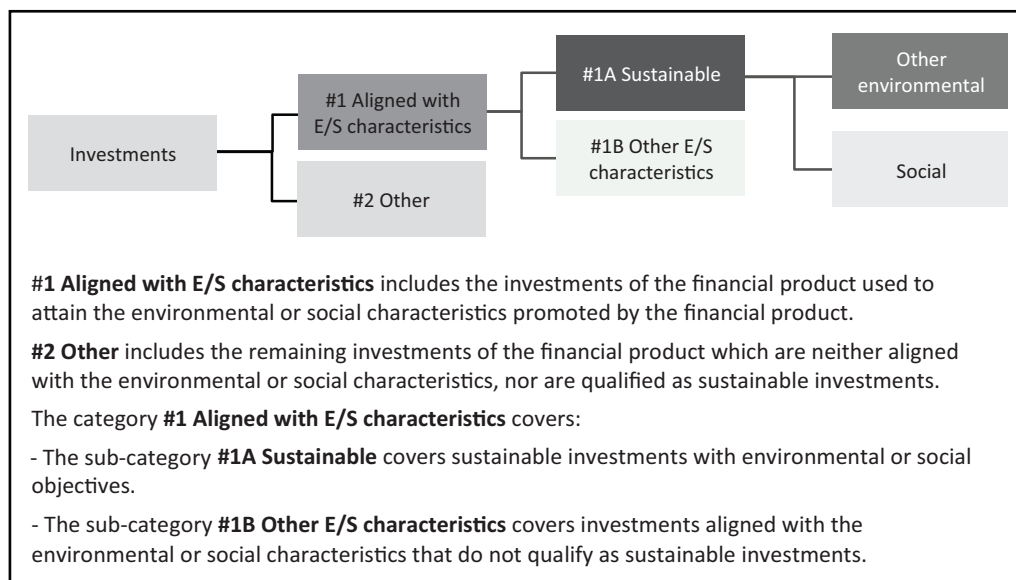 Investments
#1 Aligned with
E/S characteristics
#2 Other
#1A Sustainable
#1B Other E/S
characteristics
Other
environmental
Social
#1 Aligned with E/S characteristics includes the investments of the financial product used to
attain the environmental or social characteristics promoted by the financial product.
#2 Other includes the remaining investments of the financial product which are neither aligned
with the environmental or social characteristics, nor are qualified as sustainable investments.
The category #1 Aligned with E/S characteristics covers:
- The sub-category #1A Sustainable covers sustainable investments with environmental or social
objectives.
- The sub-category #1B Other E/S characteristics covers investments aligned with the
environmental or social characteristics that do not qualify as sustainable investments.